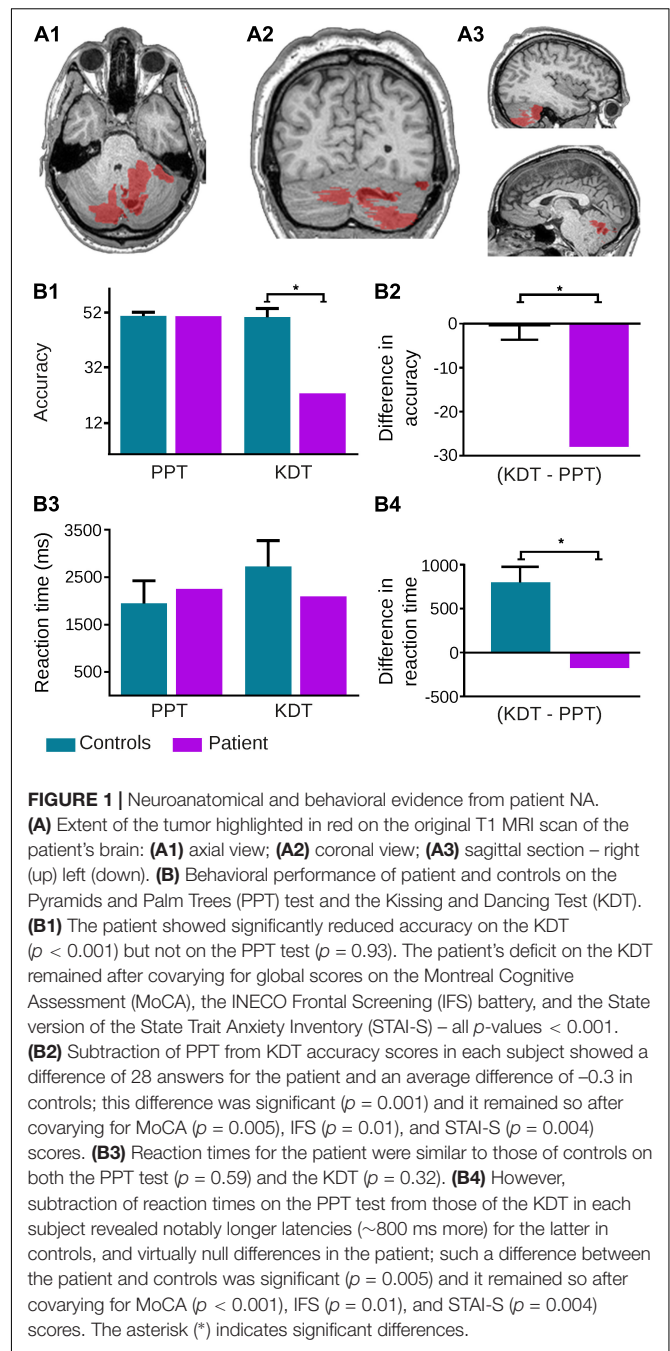 A1
A2
A3
B1
Accuracy
52
32
12
*
PPT
KDT
B2
Difference in
accuracy
0
-10
-20
-30
*
(KDT - PPT)
B3
Reaction time (ms)
3500
2500
1500
500
PPT
KDT
B4
Difference in
reaction time
1000
500
0
-500
*
(KDT - PPT)
Controls
Patient
FIGURE 1 | Neuroanatomical and behavioral evidence from patient NA.
(A) Extent of the tumor highlighted in red on the original T1 MRI scan of the
patient's brain: (A1) axial view; (A2) coronal view; (A3) sagittal section – right
(up) left (down). (B) Behavioral performance of patient and controls on the
Pyramids and Palm Trees (PPT) test and the Kissing and Dancing Test (KDT).
(B1) The patient showed significantly reduced accuracy on the KDT
(p < 0.001) but not on the PPT test (p = 0.93). The patient's deficit on the KDT
remained after covarying for global scores on the Montreal Cognitive
Assessment (MoCA), the INECO Frontal Screening (IFS) battery, and the State
version of the State Trait Anxiety Inventory (STAI-S) – all p-values < 0.001.
(B2) Subtraction of PPT from KDT accuracy scores in each subject showed a
difference of 28 answers for the patient and an average difference of –0.3 in
controls; this difference was significant (p = 0.001) and it remained so after
covarying for MoCA (p = 0.005), IFS (p = 0.01), and STAI-S (p = 0.004)
scores. (B3) Reaction times for the patient were similar to those of controls on
both the PPT test (p = 0.59) and the KDT (p = 0.32). (B4) However,
subtraction of reaction times on the PPT test from those of the KDT in each
subject revealed notably longer latencies (∼800 ms more) for the latter in
controls, and virtually null differences in the patient; such a difference between
the patient and controls was significant (p = 0.005) and it remained so after
covarying for MoCA (p < 0.001), IFS (p = 0.01), and STAI-S (p = 0.004)
scores. The asterisk (*) indicates significant differences.